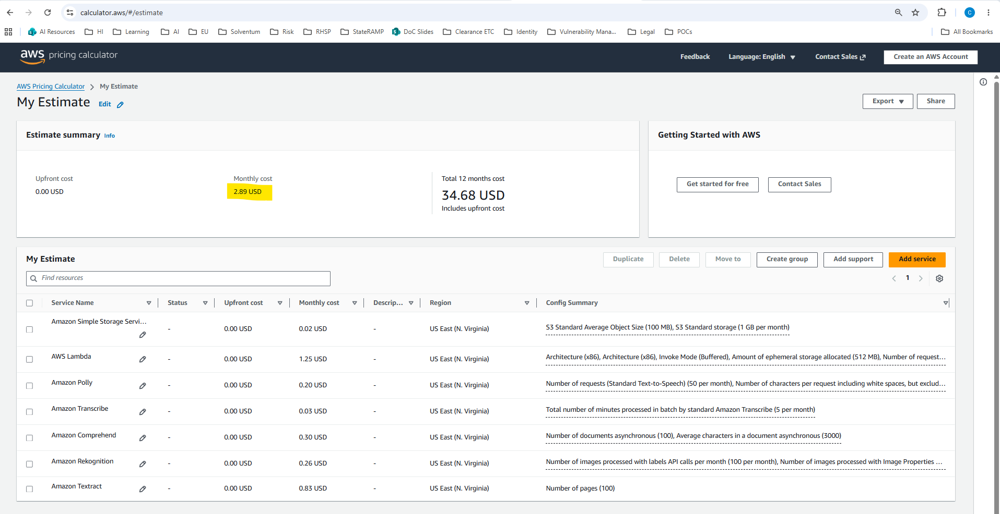 calculator.aws/#/estimate
C
AI Resources HI Learning AI EU Solventum Risk RHSP StateRAMP DoC Slides Clearance ETC Identity Vulnerability Mana... Legal POCs All Bookmarks
aws pricing calculator Feedback Language: English Contact Sales Create an AWS Account
AWS Pricing Calculator My Estimate
My Estimate Edit
Export Share
Estimate summary Info
Getting Started with AWS
Upfront cost Monthly cost Total 12 months cost
0.00 USD 2.89 USD 34.68 USD
Includes upfront cost
Get started for free Contact Sales
My Estimate
Duplicate Delete Move to Create group Add support Add service
Find resources
1
Service Name Status Upfront cost Monthly cost Descrip... Region Config Summary
Amazon Simple Storage Servi... - 0.00 USD 0.02 USD - US East (N. Virginia) S3 Standard Average Object Size (100 MB), S3 Standard storage (1 GB per month)
AWS Lambda - 0.00 USD 1.25 USD - US East (N. Virginia) Architecture (x86), Architecture (x86), Invoke Mode (Buffered), Amount of ephemeral storage allocated (512 MB), Number of request...
Amazon Polly - 0.00 USD 0.20 USD - US East (N. Virginia) Number of requests (Standard Text-to-Speech) (50 per month), Number of characters per request including white spaces, but exclud...
Amazon Transcribe - 0.00 USD 0.03 USD - US East (N. Virginia) Total number of minutes processed in batch by standard Amazon Transcribe (5 per month)
Amazon Comprehend - 0.00 USD 0.30 USD - US East (N. Virginia) Number of documents asynchronous (100), Average characters in a document asynchronous (3000)
Amazon Rekognition - 0.00 USD 0.26 USD - US East (N. Virginia) Number of images processed with labels API calls per month (100 per month), Number of images processed with Image Properties ...
Amazon Textract - 0.00 USD 0.83 USD - US East (N. Virginia) Number of pages (100)